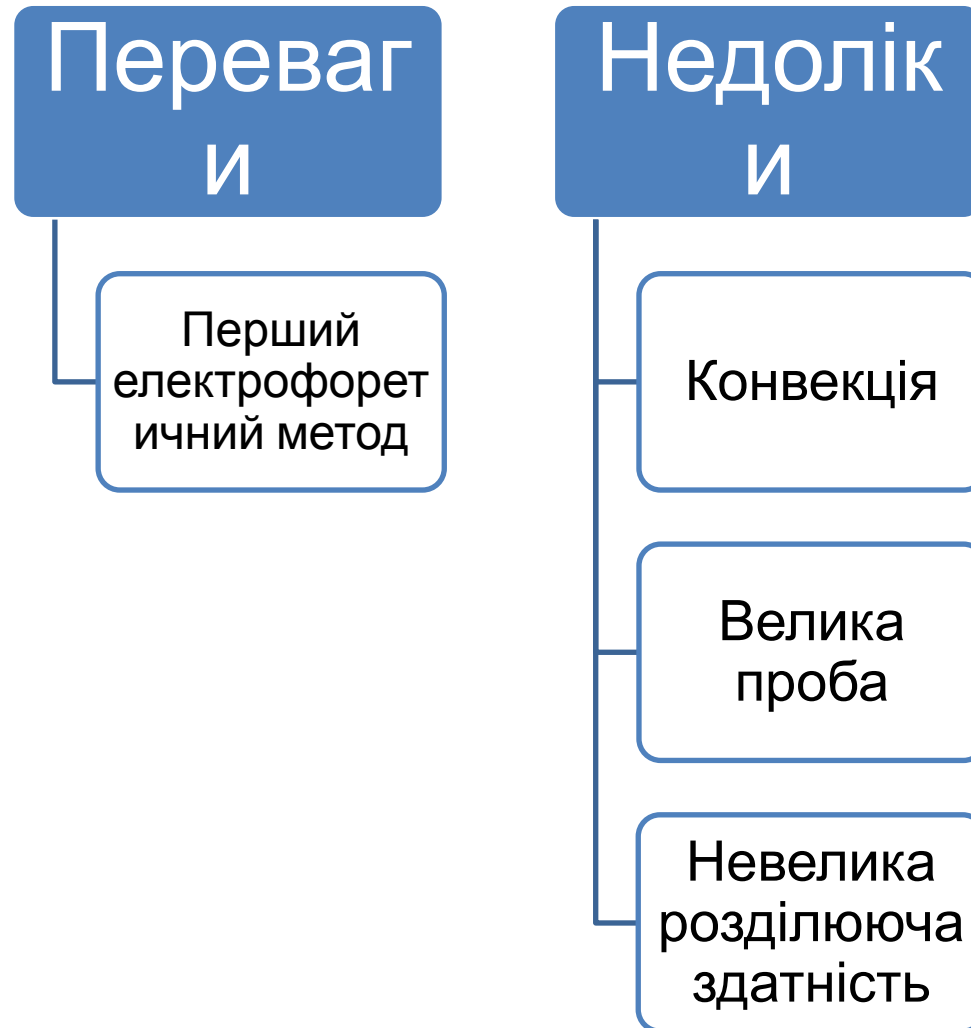 Переваг
и
Перший
електрофорет
ичний метод
Недолік
и
Конвекція
Велика
проба
Невелика
розділююча
здатність